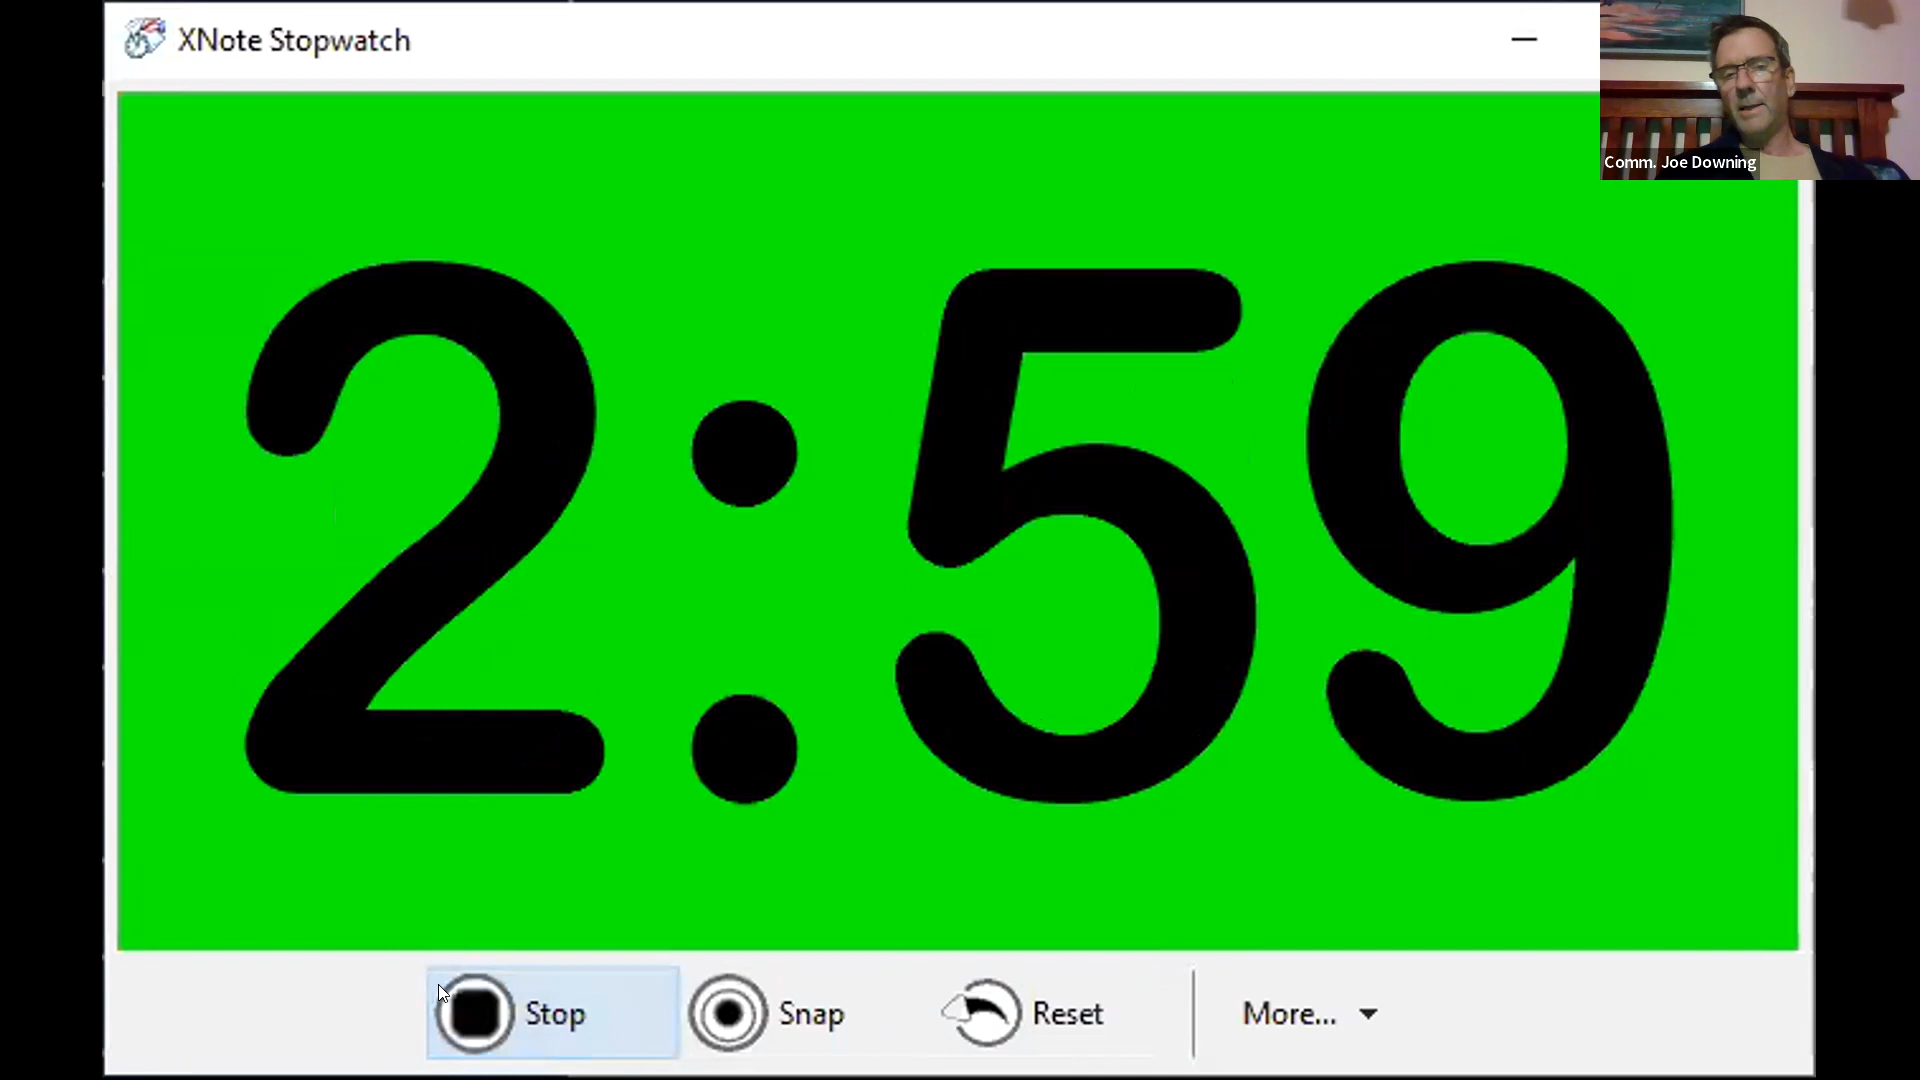 XNote Stopwatch
Comm. Joe Downing
2:59
Stop
Snap
Reset
More...